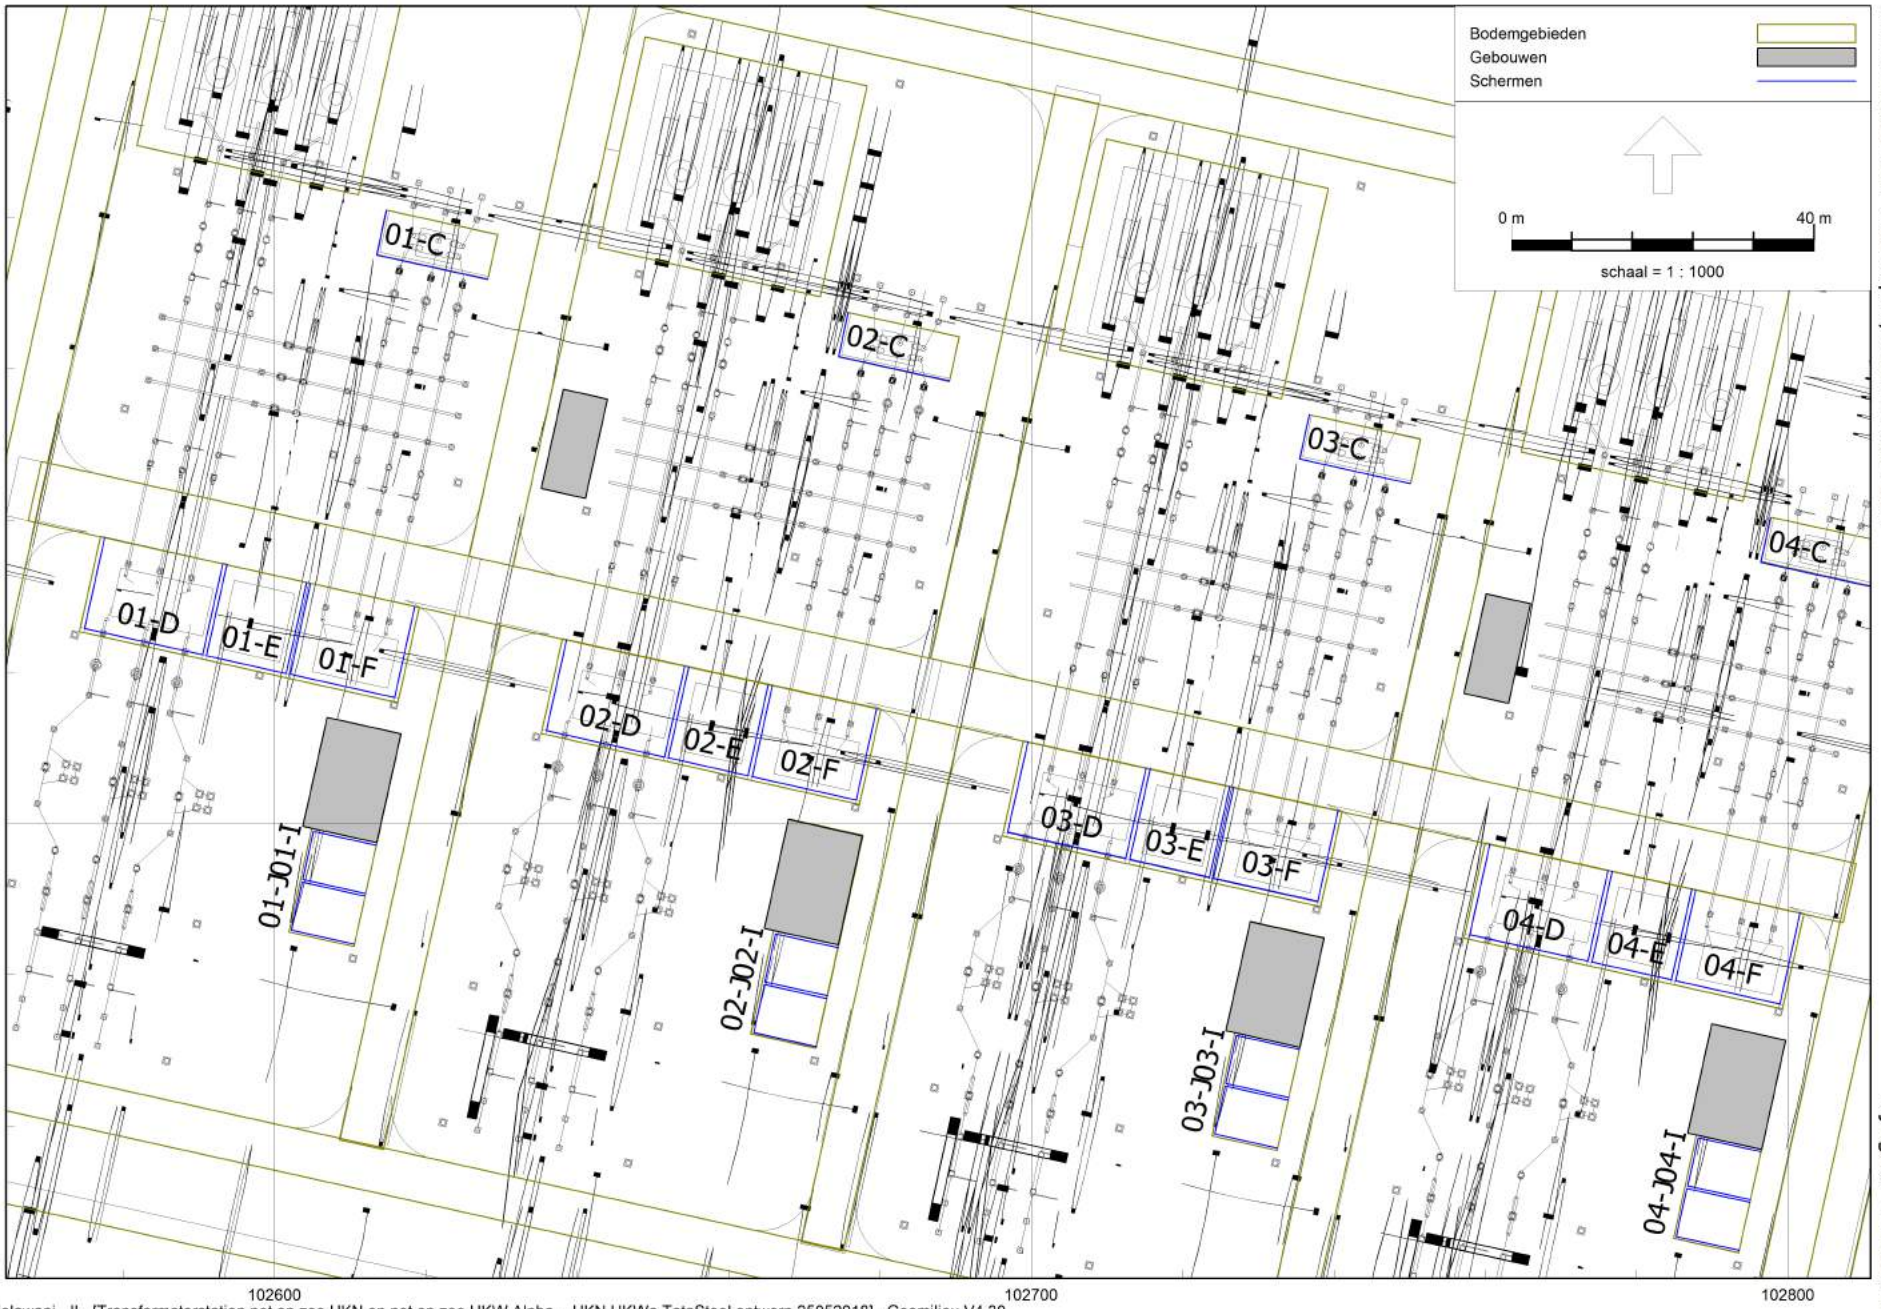 Bodemgebieden
Gebouwen
Schermen
0 m 40 m
schaal = 1 : 1000
01-C
02-C
03-C
04-C
01-D
01-E
01-F
02-D
02-E
02-F
03-D
03-E
03-F
04-D
04-E
04-F
01-J01-I
02-J02-I
03-J03-I
04-J04-I
102600 102700 102800